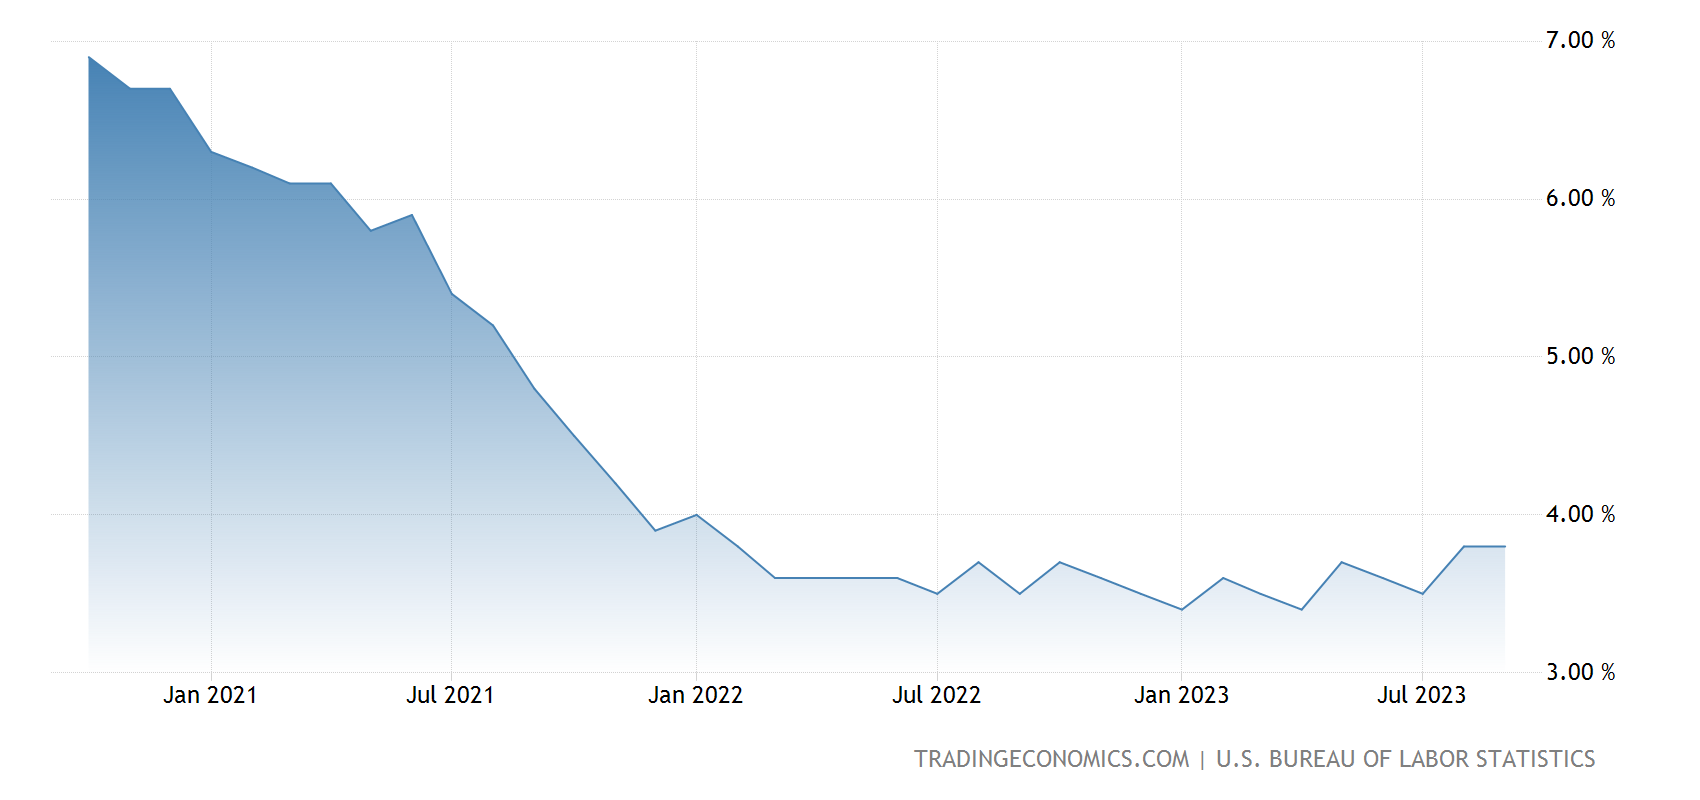 7.00 %
6.00 %
5.00 %
4.00 %
3.00 %
Jan 2021 Jul 2021 Jan 2022 Jul 2022 Jan 2023 Jul 2023
TRADINGECONOMICS.COM | U.S. BUREAU OF LABOR STATISTICS